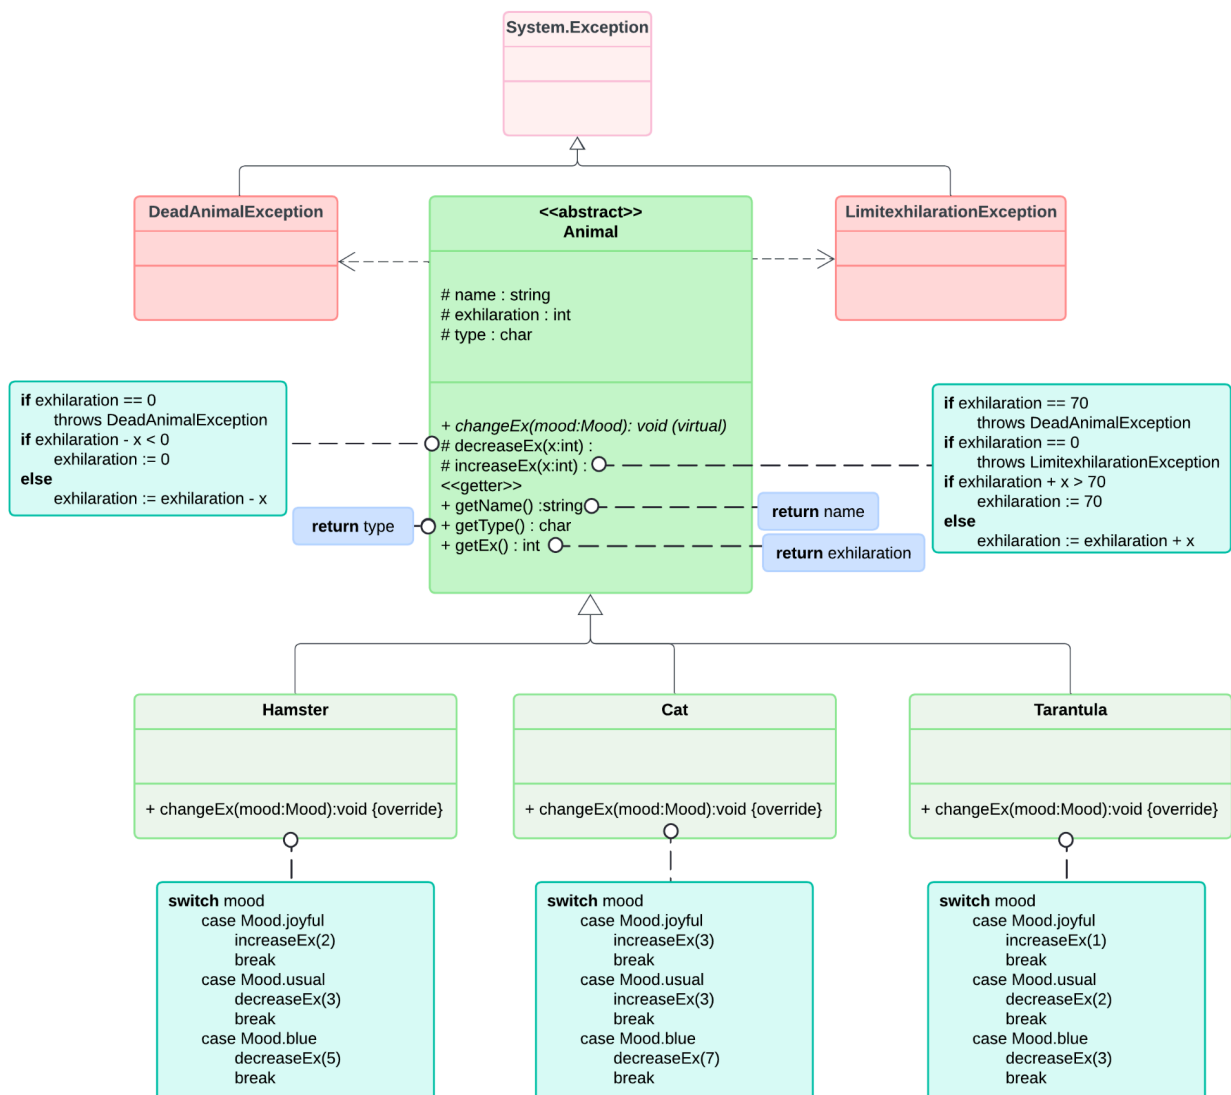 System.Exception
DeadAnimalException
<<abstract>>
Animal
LimitexhilarationException
# name : string
# exhilaration : int
# type : char
if exhilaration == 0
throws DeadAnimalException
if exhilaration - x < 0
exhilaration := 0
else
exhilaration := exhilaration - x
+ changeEx(mood:Mood): void (virtual)
# decreaseEx(x:int) :
# increaseEx(x:int) :
<<getter>>
+ getName() :string
+ getType() : char
+ getEx() : int
return type
return name
return exhilaration
if exhilaration == 70
throws DeadAnimalException
if exhilaration == 0
throws LimitexhilarationException
if exhilaration + x > 70
exhilaration := 70
else
exhilaration := exhilaration + x
Hamster
+ changeEx(mood:Mood):void {override}
switch mood
case Mood.joyful
increaseEx(2)
break
case Mood.usual
decreaseEx(3)
break
case Mood.blue
decreaseEx(5)
break
Cat
+ changeEx(mood:Mood):void {override}
switch mood
case Mood.joyful
increaseEx(3)
break
case Mood.usual
increaseEx(3)
break
case Mood.blue
decreaseEx(7)
break
Tarantula
+ changeEx(mood:Mood):void {override}
switch mood
case Mood.joyful
increaseEx(1)
break
case Mood.usual
decreaseEx(2)
break
case Mood.blue
decreaseEx(3)
break